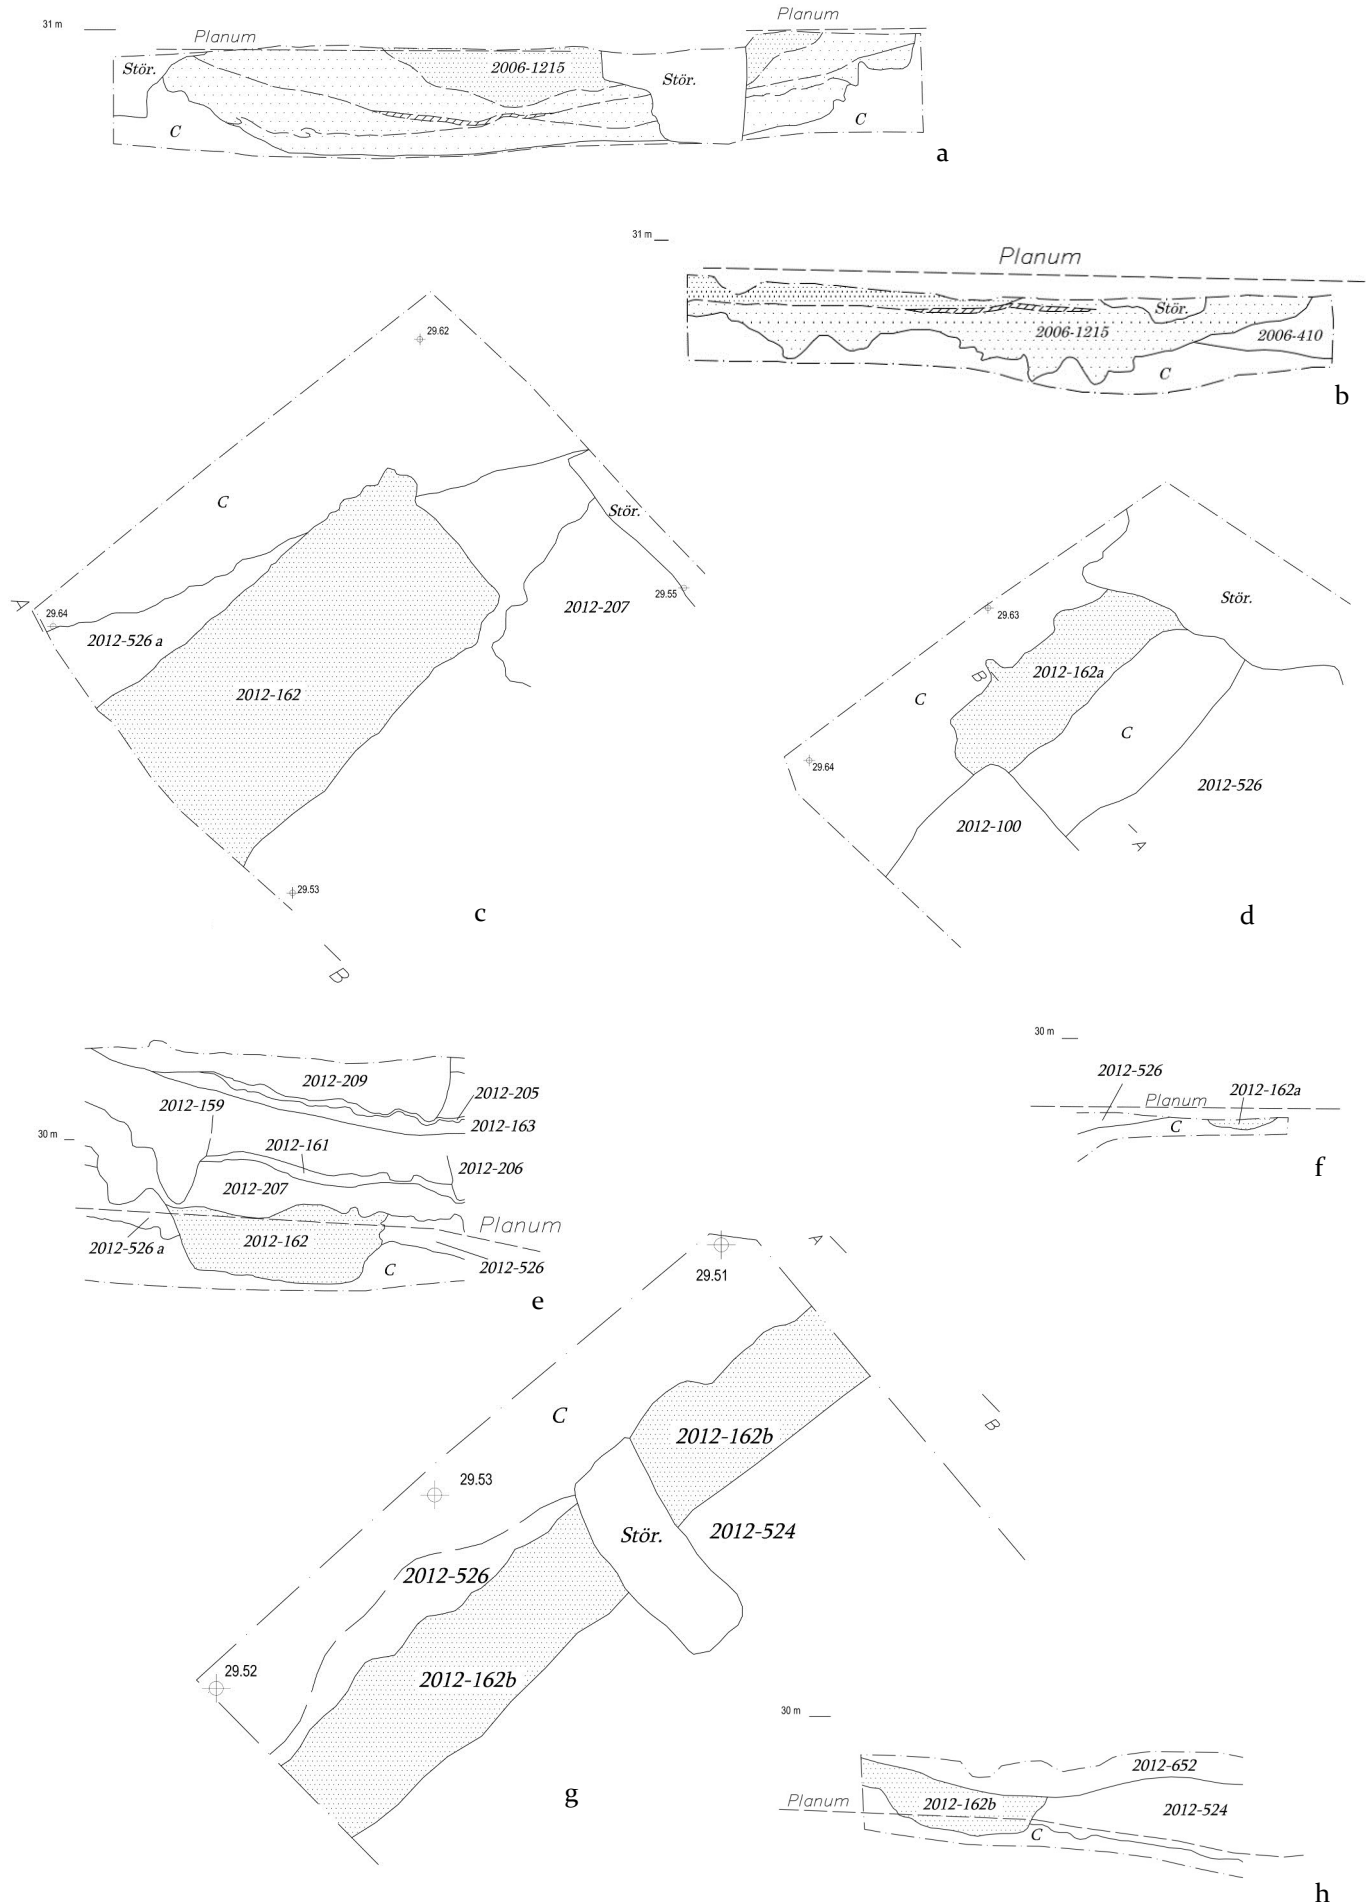 31 m
Planum
Planum
Stör.
2006-1215
Stör.
C
C
a
31 m
Planum
Stör.
2006-1215
2006-410
C
b
29.62
C
Stör.
A
29.64
29.55
2012-207
2012-526 a
2012-162
29.53
c
B
Stör.
29.63
B
2012-162a
C
C
29.64
2012-526
2012-100
A
d
2012-209
2012-205
2012-159
2012-163
30 m
2012-161
2012-206
2012-207
Planum
2012-162
2012-526 a
C
2012-526
e
30 m
2012-526
2012-162a
Planum
C
f
A
29.51
C
B
2012-162b
29.53
Stör.
2012-524
2012-526
29.52
2012-162b
g
30 m
2012-652
Planum
2012-162b
2012-524
C
h